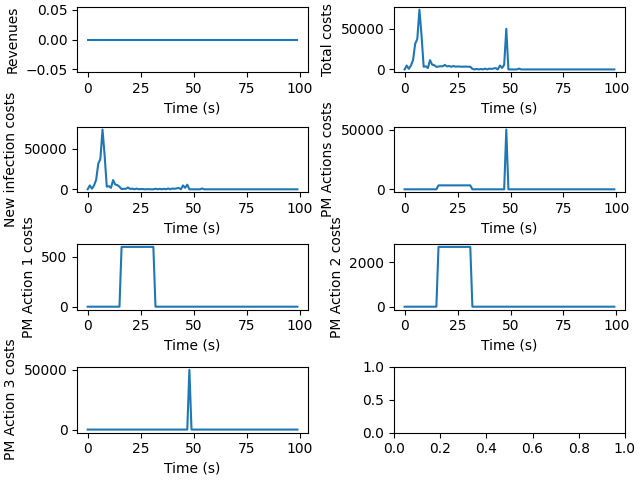 Revenues
0.05
0.00
−0.05
0 25 50 75 100
Time (s)
Total costs
50000
0
0 25 50 75 100
Time (s)
New infection costs
50000
0
0 25 50 75 100
Time (s)
PM Actions costs
50000
0
0 25 50 75 100
Time (s)
PM Action 1 costs
500
0
0 25 50 75 100
Time (s)
PM Action 2 costs
2000
0
0 25 50 75 100
Time (s)
PM Action 3 costs
50000
0
0 25 50 75 100
Time (s)
1.0
0.5
0.0
0.0 0.2 0.4 0.6 0.8 1.0